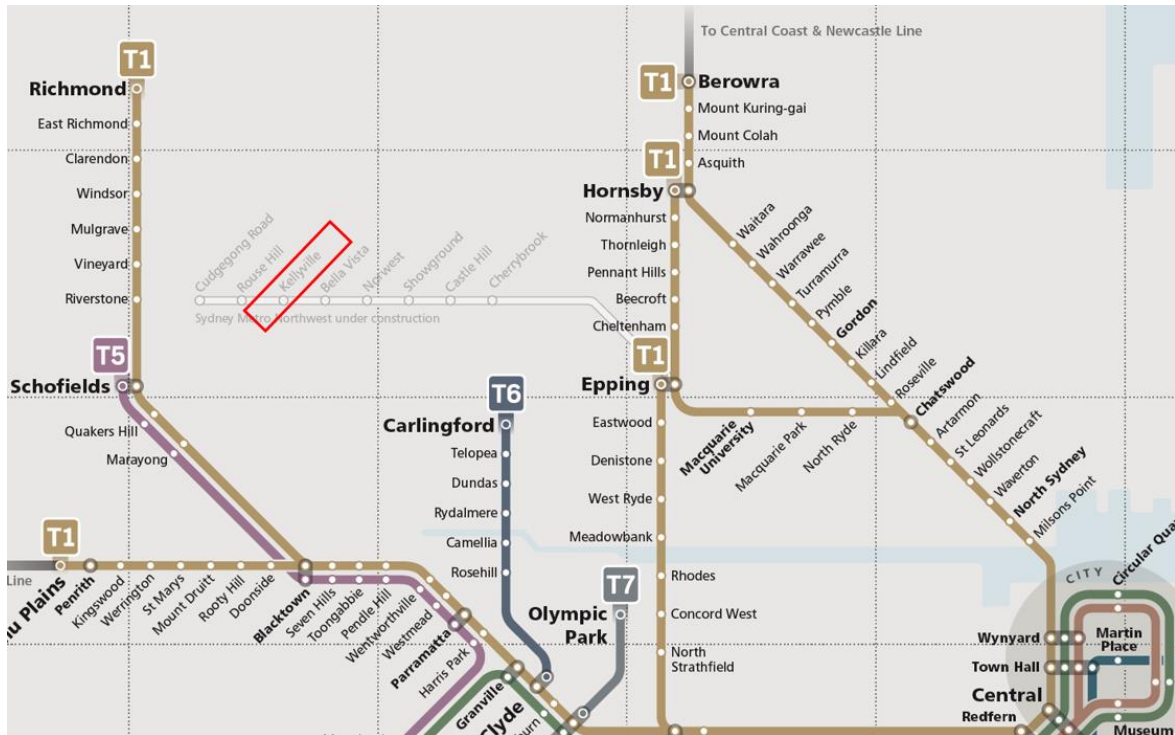 To Central Coast & Newcastle Line
T1
Richmond
East Richmond
Clarendon
Windsor
Mulgrave
Vineyard
Riverstone
T5
Schofields
Quakers Hill
Marayong
T1
Berowra
Mount Kuring-gai
Mount Colah
Asquith
T1
Hornsby
Normanhurst
Thornleigh
Pennant Hills
Beecroft
Cheltenham
T1
Epping
Waitara
Wahroonga
Warrawee
Turramurra
Pymble
Gordon
Killara
Lindfield
Roseville
Chatswood
Artarmon
St Leonards
Wollstonecraft
Waverton
North Sydney
Milsons Point
Cudgegong Road
Rouse Hill
Kellyville
Bella Vista
Norwest
Showground
Castle Hill
Cherrybrook
Sydney Metro Northwest under construction
Macquarie
University
Macquarie Park
North Ryde
Eastwood
Denistone
West Ryde
Meadowbank
Rhodes
Concord West
North
Strathfield
T6
Carlingford
Telopea
Dundas
Rydalmere
Camellia
Rosehill
T7
Olympic
Park
T1
Line
nu Plains
Penrith
Kingswood
Werrington
St Marys
Mount Druitt
Rooty Hill
Doonside
Blacktown
Seven Hills
Toongabbie
Pendle Hill
Wentworthville
Westmead
Parramatta
Harris Park
Granville
Clyde
burn
CITY
Circular Qua
Wynyard
Martin
Place
Town Hall
Central
Redfern
Museum